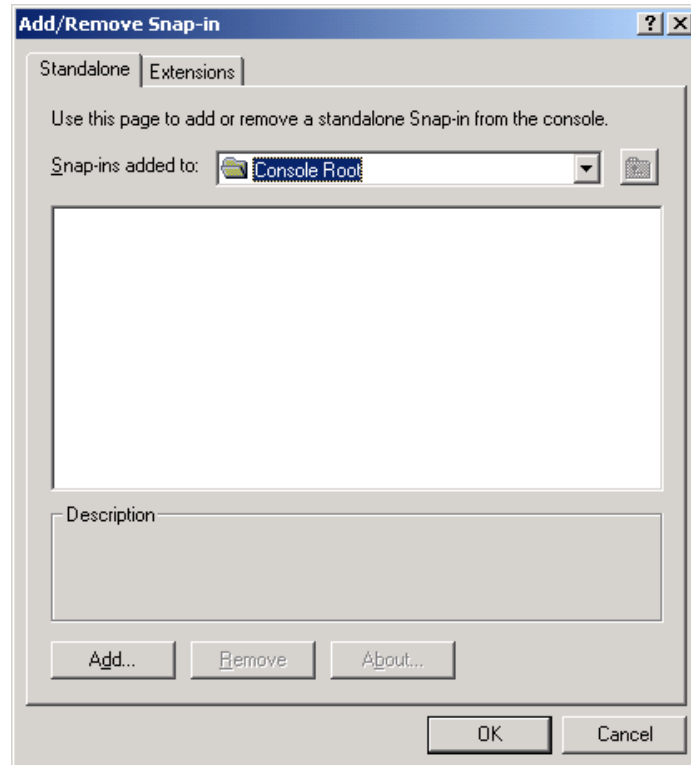 Add/Remove Snap-in
Standalone
Extensions
Use this page to add or remove a standalone Snap-in from the console.
Snap-ins added to:
Console Root
Description
Add...
Remove
About...
OK
Cancel